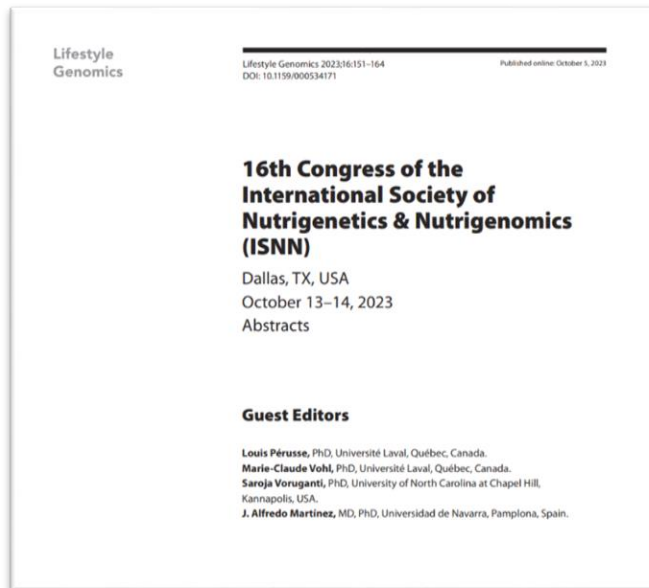 Lifestyle
Genomics
Lifestyle Genomics 2023;16:151–164
DOI: 10.1159/000534171
Published online: October 5, 2023
16th Congress of the
International Society of
Nutrigenetics & Nutrigenomics
(ISNN)
Dallas, TX, USA
October 13–14, 2023
Abstracts
Guest Editors
Louis Pérusse, PhD, Université Laval, Québec, Canada.
Marie-Claude Vohl, PhD, Université Laval, Québec, Canada.
Saroja Voruganti, PhD, University of North Carolina at Chapel Hill,
Kannapolis, USA.
J. Alfredo Martínez, MD, PhD, Universidad de Navarra, Pamplona, Spain.